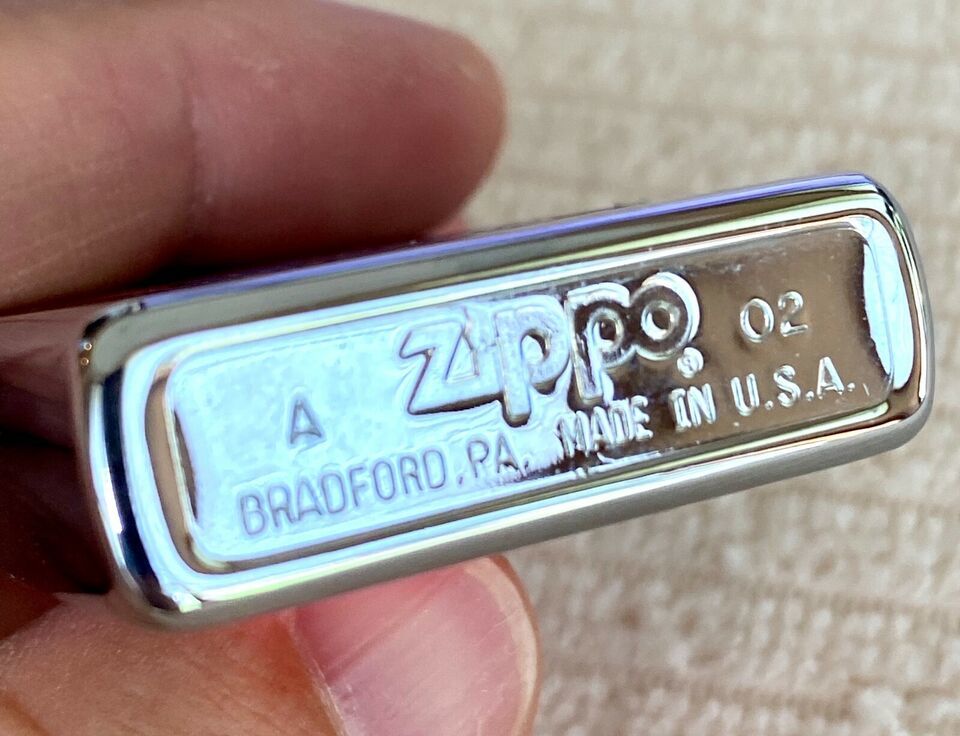 A Zippo® 02
BRADFORD, PA. MADE IN U.S.A.